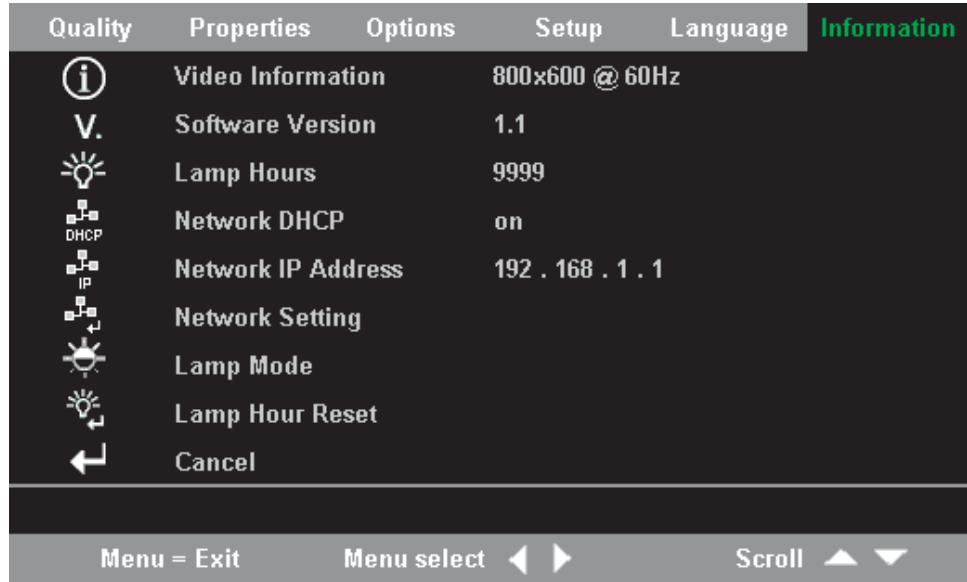 Quality Properties Options Setup Language Information
Video Information 800x600 @ 60Hz
V. Software Version 1.1
Lamp Hours 9999
DHCP Network DHCP on
IP Network IP Address 192 . 168 . 1 . 1
Network Setting
Lamp Mode
Lamp Hour Reset
Cancel
Menu = Exit Menu select Scroll